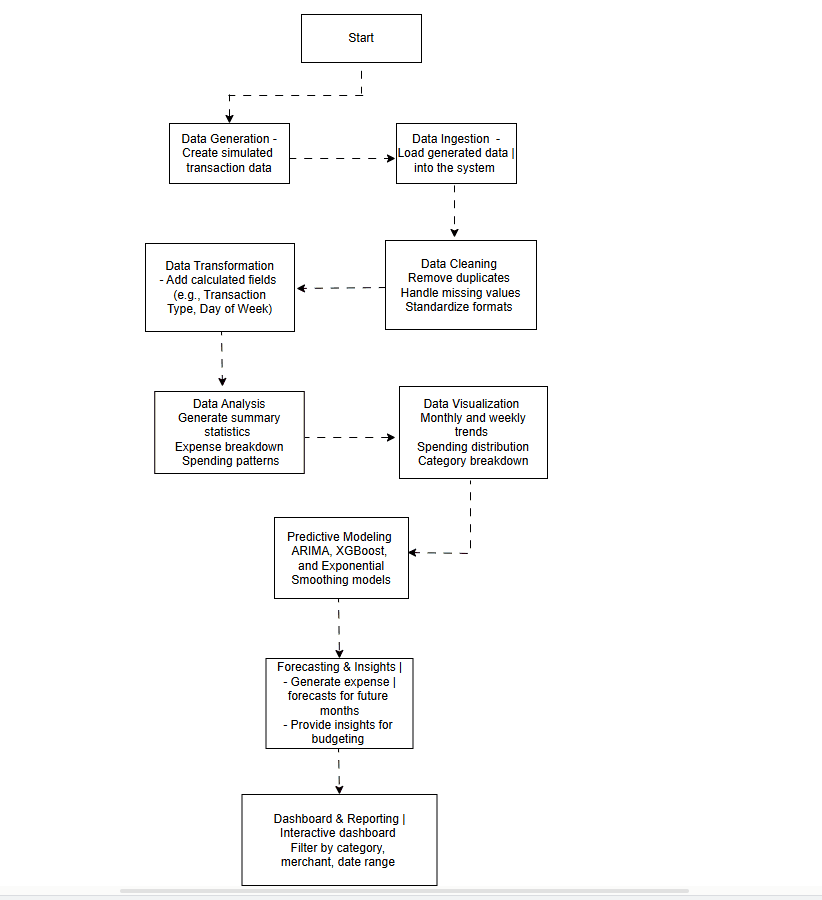 Start
Data Generation -
Create simulated
transaction data
Data Ingestion -
Load generated data |
into the system
Data Cleaning
Remove duplicates
Handle missing values
Standardize formats
Data Transformation
- Add calculated fields
(e.g., Transaction
Type, Day of Week)
Data Analysis
Generate summary
statistics
Expense breakdown
Spending patterns
Data Visualization
Monthly and weekly
trends
Spending distribution
Category breakdown
Predictive Modeling
ARIMA, XGBoost,
and Exponential
Smoothing models
Forecasting & Insights |
- Generate expense |
forecasts for future
months
- Provide insights for
budgeting
Dashboard & Reporting |
Interactive dashboard
Filter by category,
merchant, date range